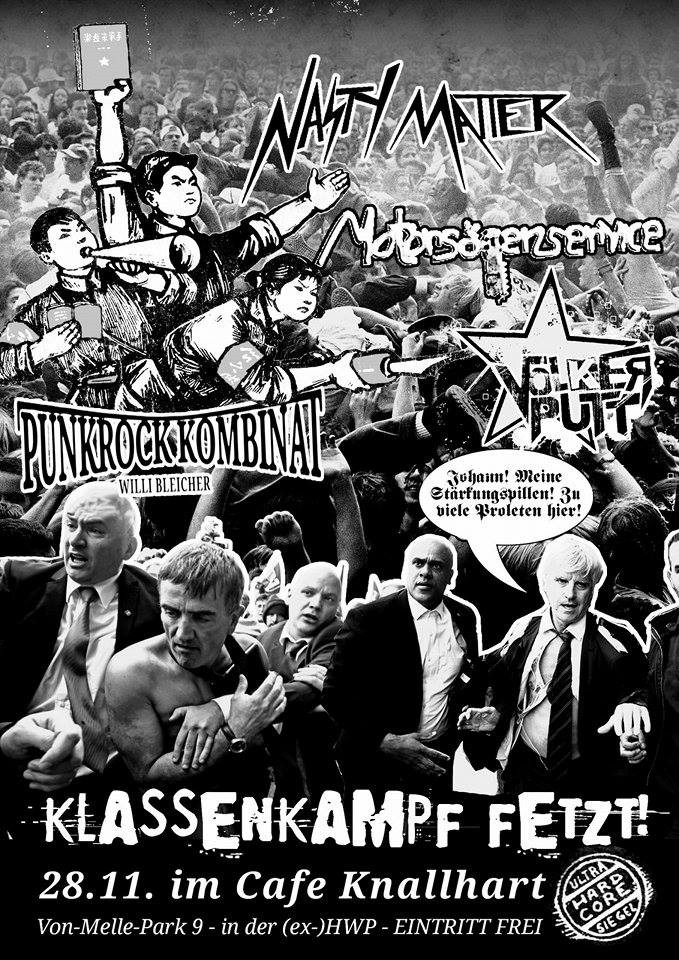 NASTY MATTER
Motorsägenservice
VOLKER
PUTT
PUNKROCK KOMBINAT
WILLI BLEICHER
Johann! Meine
Stärkungspillen! Zu
viele Proleten hier!
KLASSENKAMPF FETZT!
28.11. im Cafe Knallhart
Von-Melle-Park 9 - in der (ex-)HWP - EINTRITT FREI
ULTRA
HARD
CORE
SIEGEL